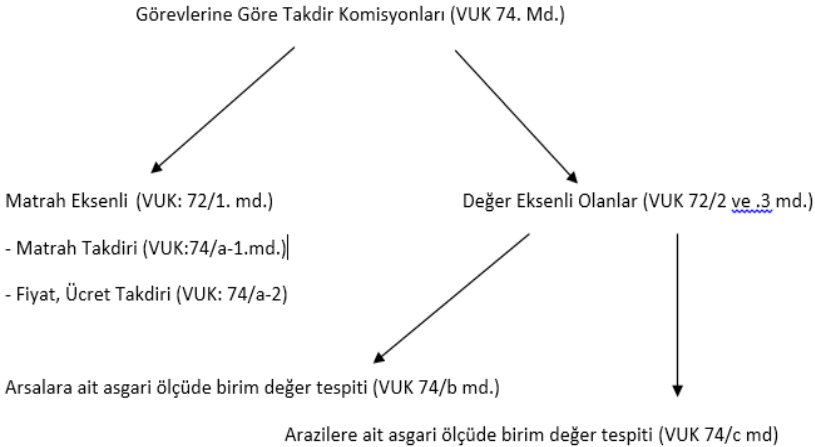 Görevlerine Göre Takdir Komisyonları (VUK 74. Md.)
Matrah Eksenli (VUK: 72/1. md.)
Değer Eksenli Olanlar (VUK 72/2 ve .3 md.)
- Matrah Takdiri (VUK:74/a-1.md.)
- Fiyat, Ücret Takdiri (VUK: 74/a-2)
Arsalara ait asgari ölçüde birim değer tespiti (VUK 74/b md.)
Arazilere ait asgari ölçüde birim değer tespiti (VUK 74/c md)